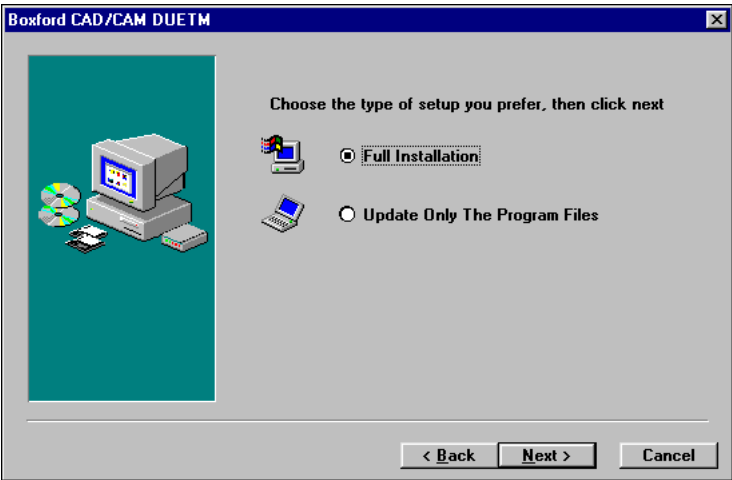 Boxford CAD/CAM DUETM
Choose the type of setup you prefer, then click next
Full Installation
Update Only The Program Files
< Back
Next >
Cancel